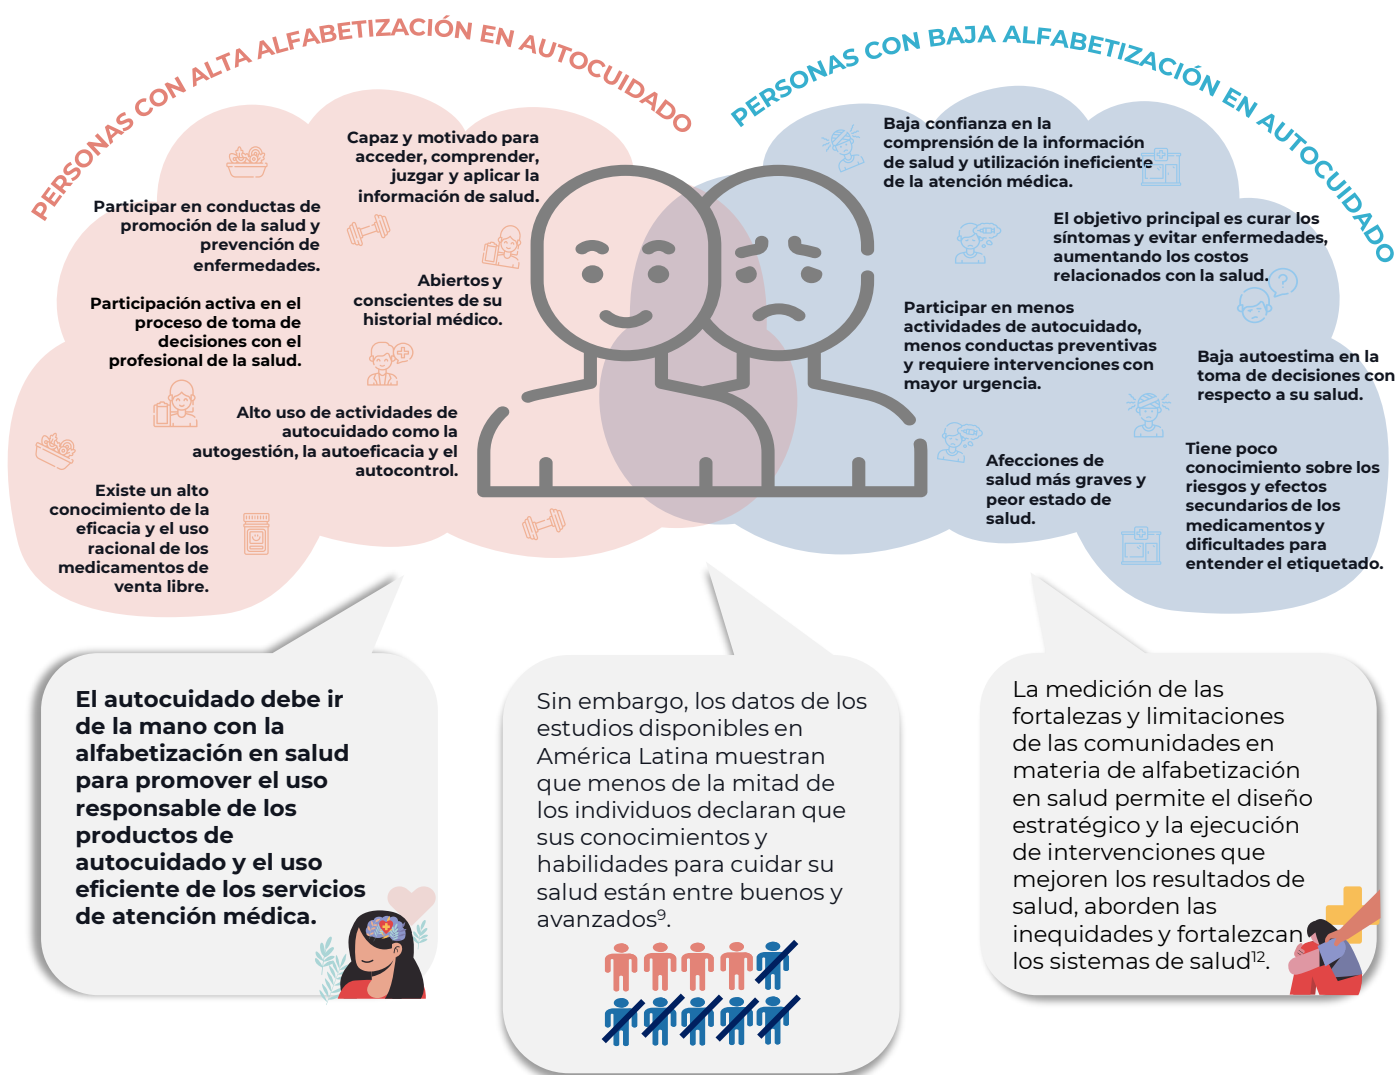 PERSONAS CON ALTA ALFABETIZACIÓN EN AUTOCUIDADO
Capaz y motivado para
acceder, comprender,
juzgar y aplicar la
información de salud.
Participar en conductas de
promoción de la salud y
prevención de
enfermedades.
Abiertos y
conscientes de su
historial médico.
Participación activa en el
proceso de toma de
decisiones con el
profesional de la salud.
Alto uso de actividades de
autocuidado como la
autogestión, la autoeficacia y el
autocontrol.
Existe un alto
conocimiento de la
eficacia y el uso
racional de los
medicamentos de
venta libre.
PERSONAS CON BAJA ALFABETIZACIÓN EN AUTOCUIDADO
Baja confianza en la
comprensión de la información
de salud y utilización ineficiente
de la atención médica.
El objetivo principal es curar los
síntomas y evitar enfermedades,
aumentando los costos
relacionados con la salud.
Participar en menos
actividades de autocuidado,
menos conductas preventivas
y requiere intervenciones con
mayor urgencia.
Baja autoestima en la
toma de decisiones con
respecto a su salud.
Afecciones de
salud más graves y
peor estado de
salud.
Tiene poco
conocimiento sobre los
riesgos y efectos
secundarios de los
medicamentos y
dificultades para
entender el etiquetado.
El autocuidado debe ir
de la mano con la
alfabetización en salud
para promover el uso
responsable de los
productos de
autocuidado y el uso
eficiente de los servicios
de atención médica.
Sin embargo, los datos de los
estudios disponibles en
América Latina muestran
que menos de la mitad de
los individuos declaran que
sus conocimientos y
habilidades para cuidar su
salud están entre buenos y
avanzados⁹.
La medición de las
fortalezas y limitaciones
de las comunidades en
materia de alfabetización
en salud permite el diseño
estratégico y la ejecución
de intervenciones que
mejoren los resultados de
salud, aborden las
inequidades y fortalezcan
los sistemas de salud¹².